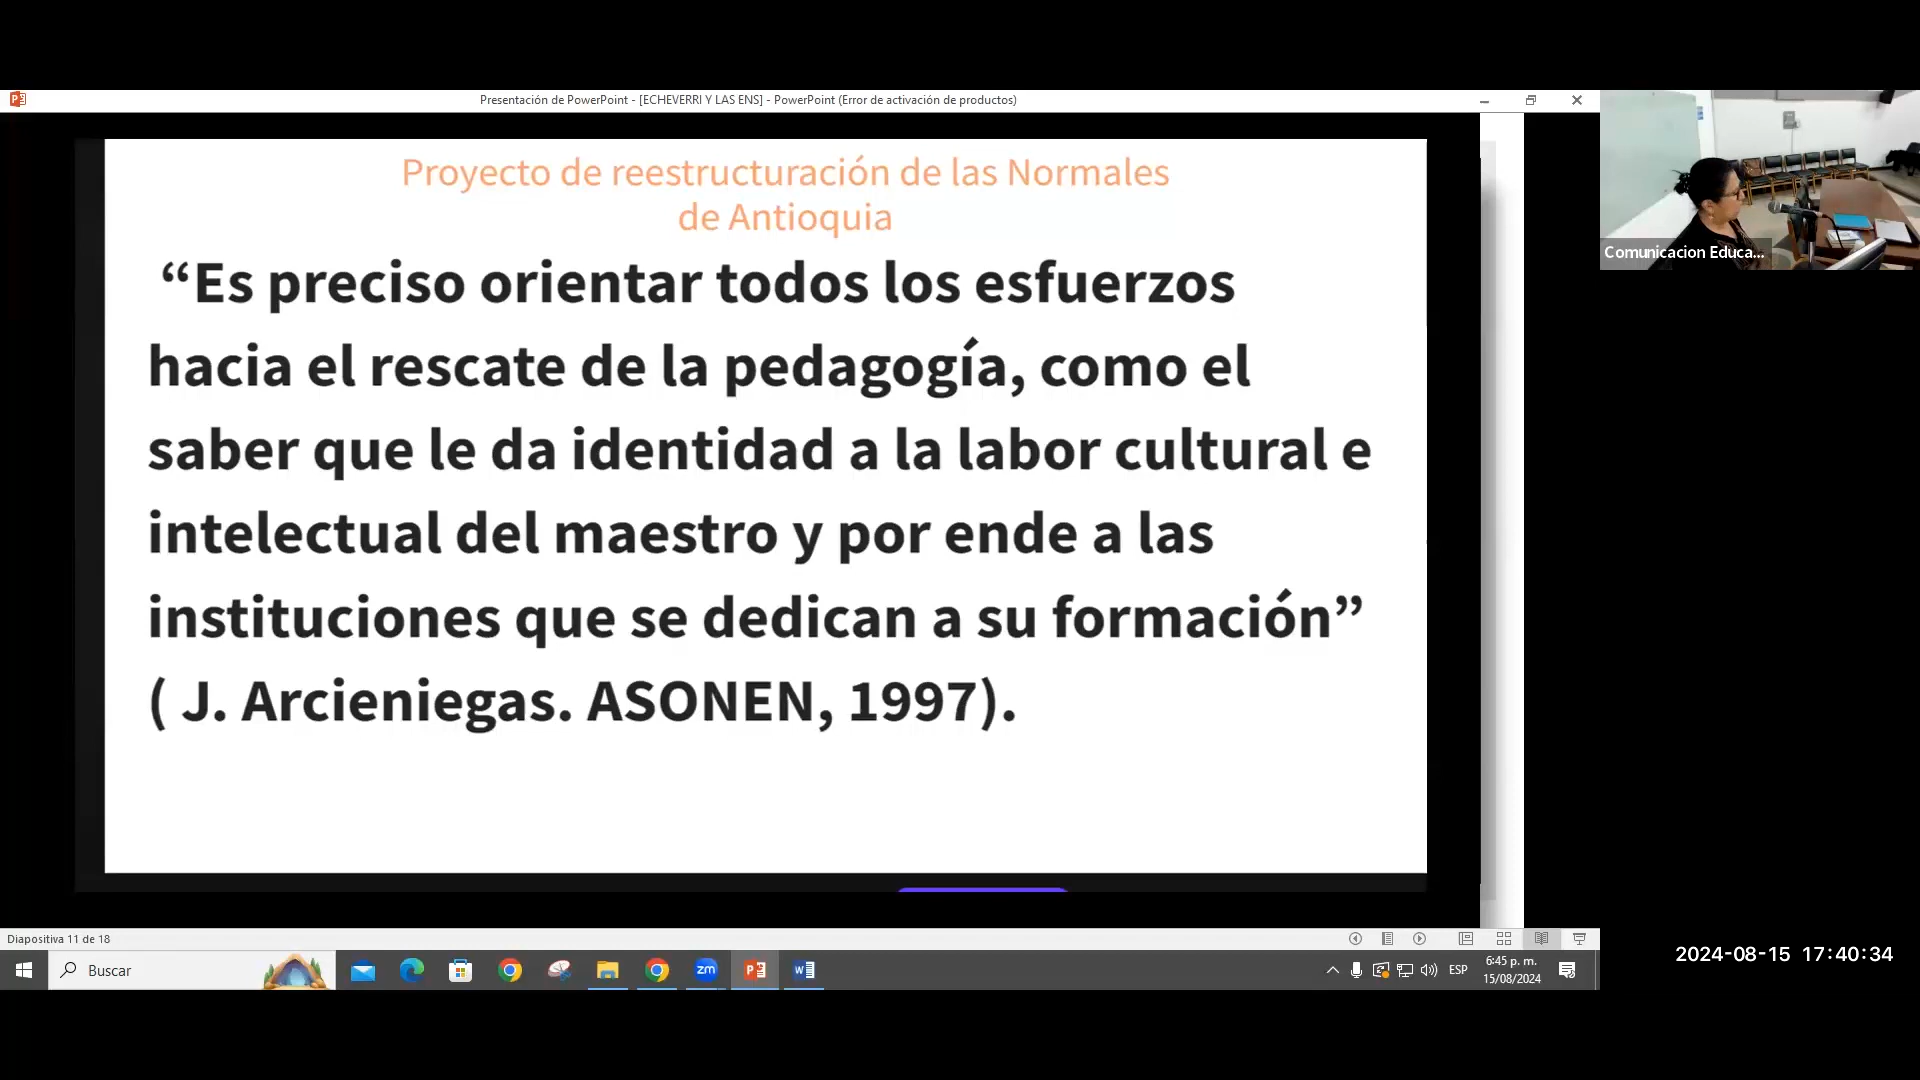 Presentación de PowerPoint - [ECHEVERRI Y LAS ENS] - PowerPoint (Error de activación de productos)
Proyecto de reestructuración de las Normales
de Antioquia
“Es preciso orientar todos los esfuerzos
hacia el rescate de la pedagogía, como el
saber que le da identidad a la labor cultural e
intelectual del maestro y por ende a las
instituciones que se dedican a su formación”
( J. Arcieniegas. ASONEN, 1997).
Comunicacion Educa...
Diapositiva 11 de 18
Buscar
zm
ESP
6:45 p. m.
15/08/2024
2024-08-15 17:40:34